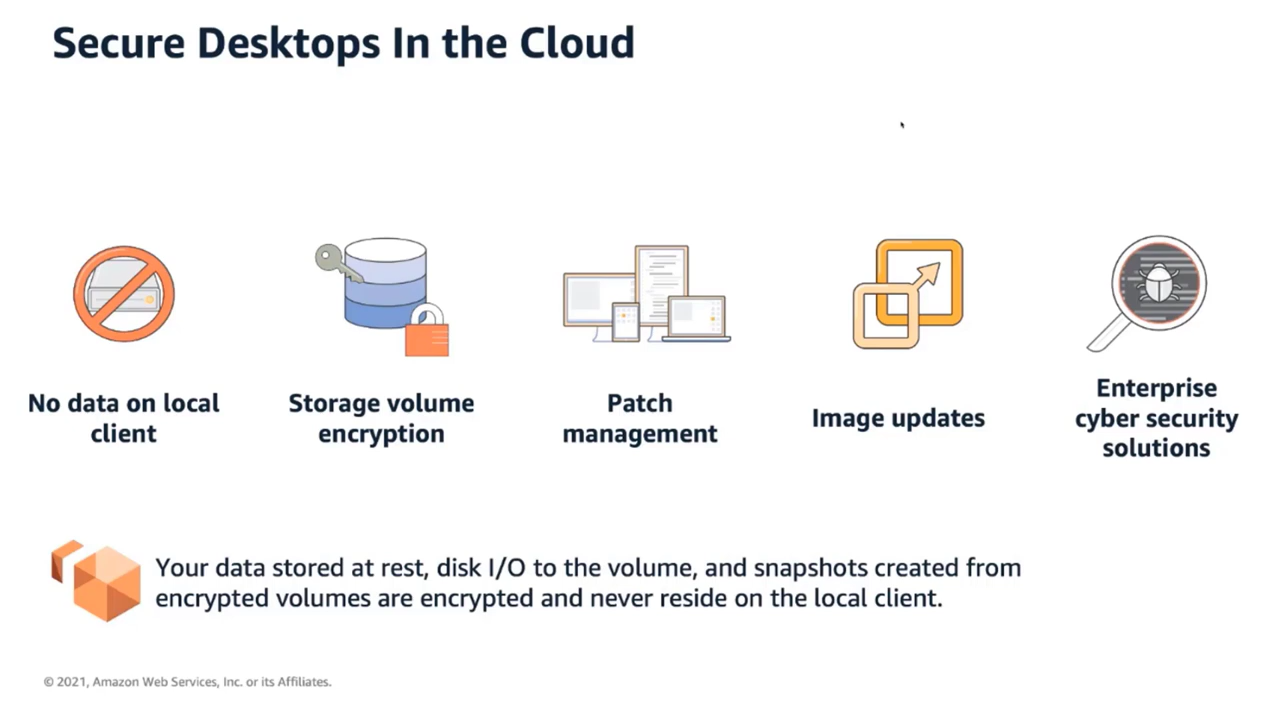 Secure Desktops In the Cloud
No data on local
client
Storage volume
encryption
Patch
management
Image updates
Enterprise
cyber security
solutions
Your data stored at rest, disk I/O to the volume, and snapshots created from
encrypted volumes are encrypted and never reside on the local client.
© 2021, Amazon Web Services, Inc. or its Affiliates.